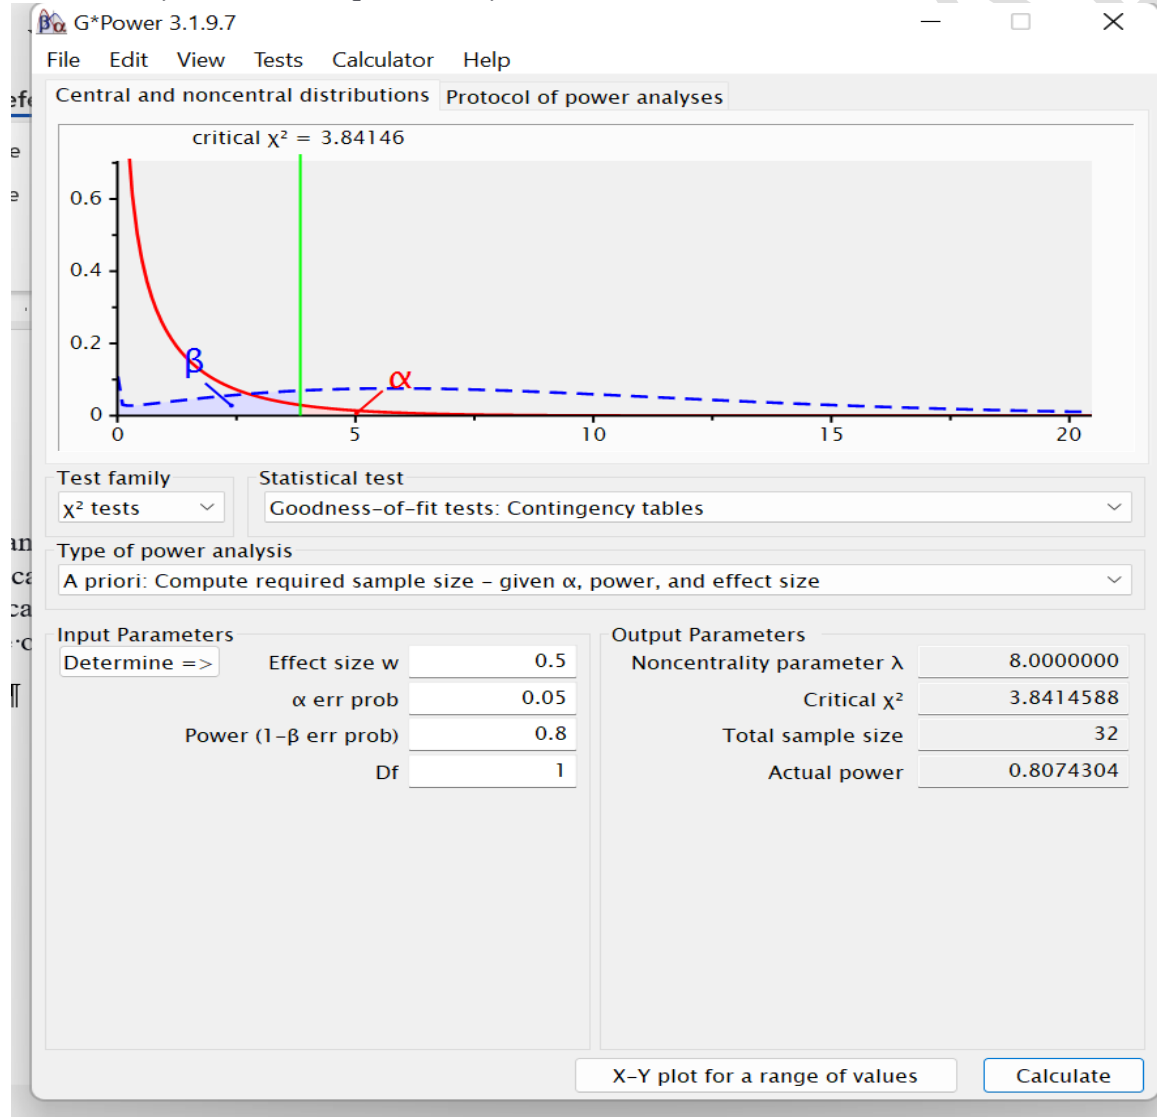 G*Power 3.1.9.7
File Edit View Tests Calculator Help
Central and noncentral distributions Protocol of power analyses
critical χ² = 3.84146
0.6
0.4
0.2
0
β
α
0 5 10 15 20
Test family
Statistical test
χ² tests
Goodness-of-fit tests: Contingency tables
Type of power analysis
A priori: Compute required sample size – given α, power, and effect size
Input Parameters
Determine =>
Effect size w 0.5
α err prob 0.05
Power (1-β err prob) 0.8
Df 1
Output Parameters
Noncentrality parameter λ 8.0000000
Critical χ² 3.8414588
Total sample size 32
Actual power 0.8074304
X-Y plot for a range of values
Calculate